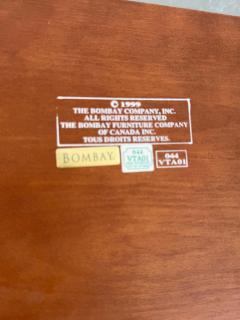 © 1999
THE BOMBAY COMPANY, INC.
ALL RIGHTS RESERVED
THE BOMBAY FURNITURE COMPANY
OF CANADA INC.
TOUS DROITS RESERVES.
BOMBAY
044
VTA01
044
VTA01